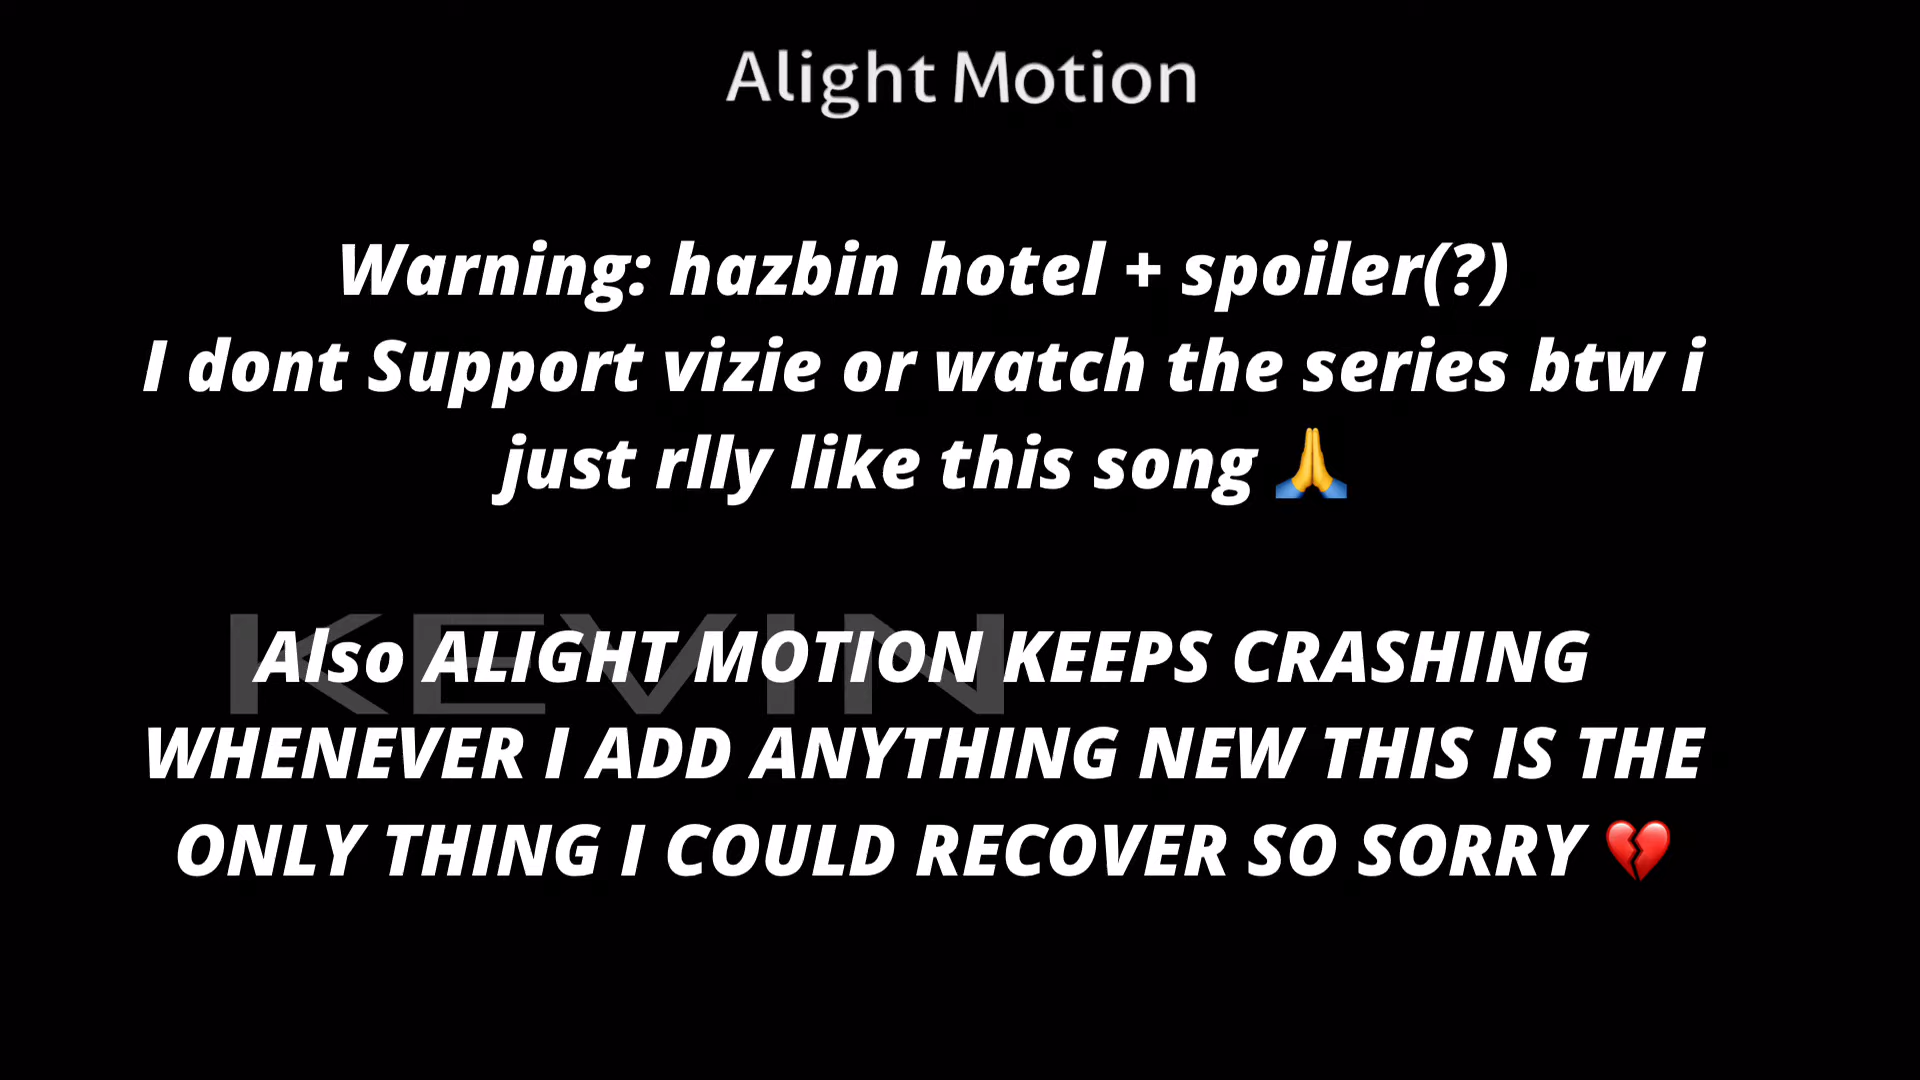 Alight Motion
Warning: hazbin hotel + spoiler(?)
I dont Support vizie or watch the series btw i
just rlly like this song 🙏
KEVIN
Also ALIGHT MOTION KEEPS CRASHING
WHENEVER I ADD ANYTHING NEW THIS IS THE
ONLY THING I COULD RECOVER SO SORRY 💔